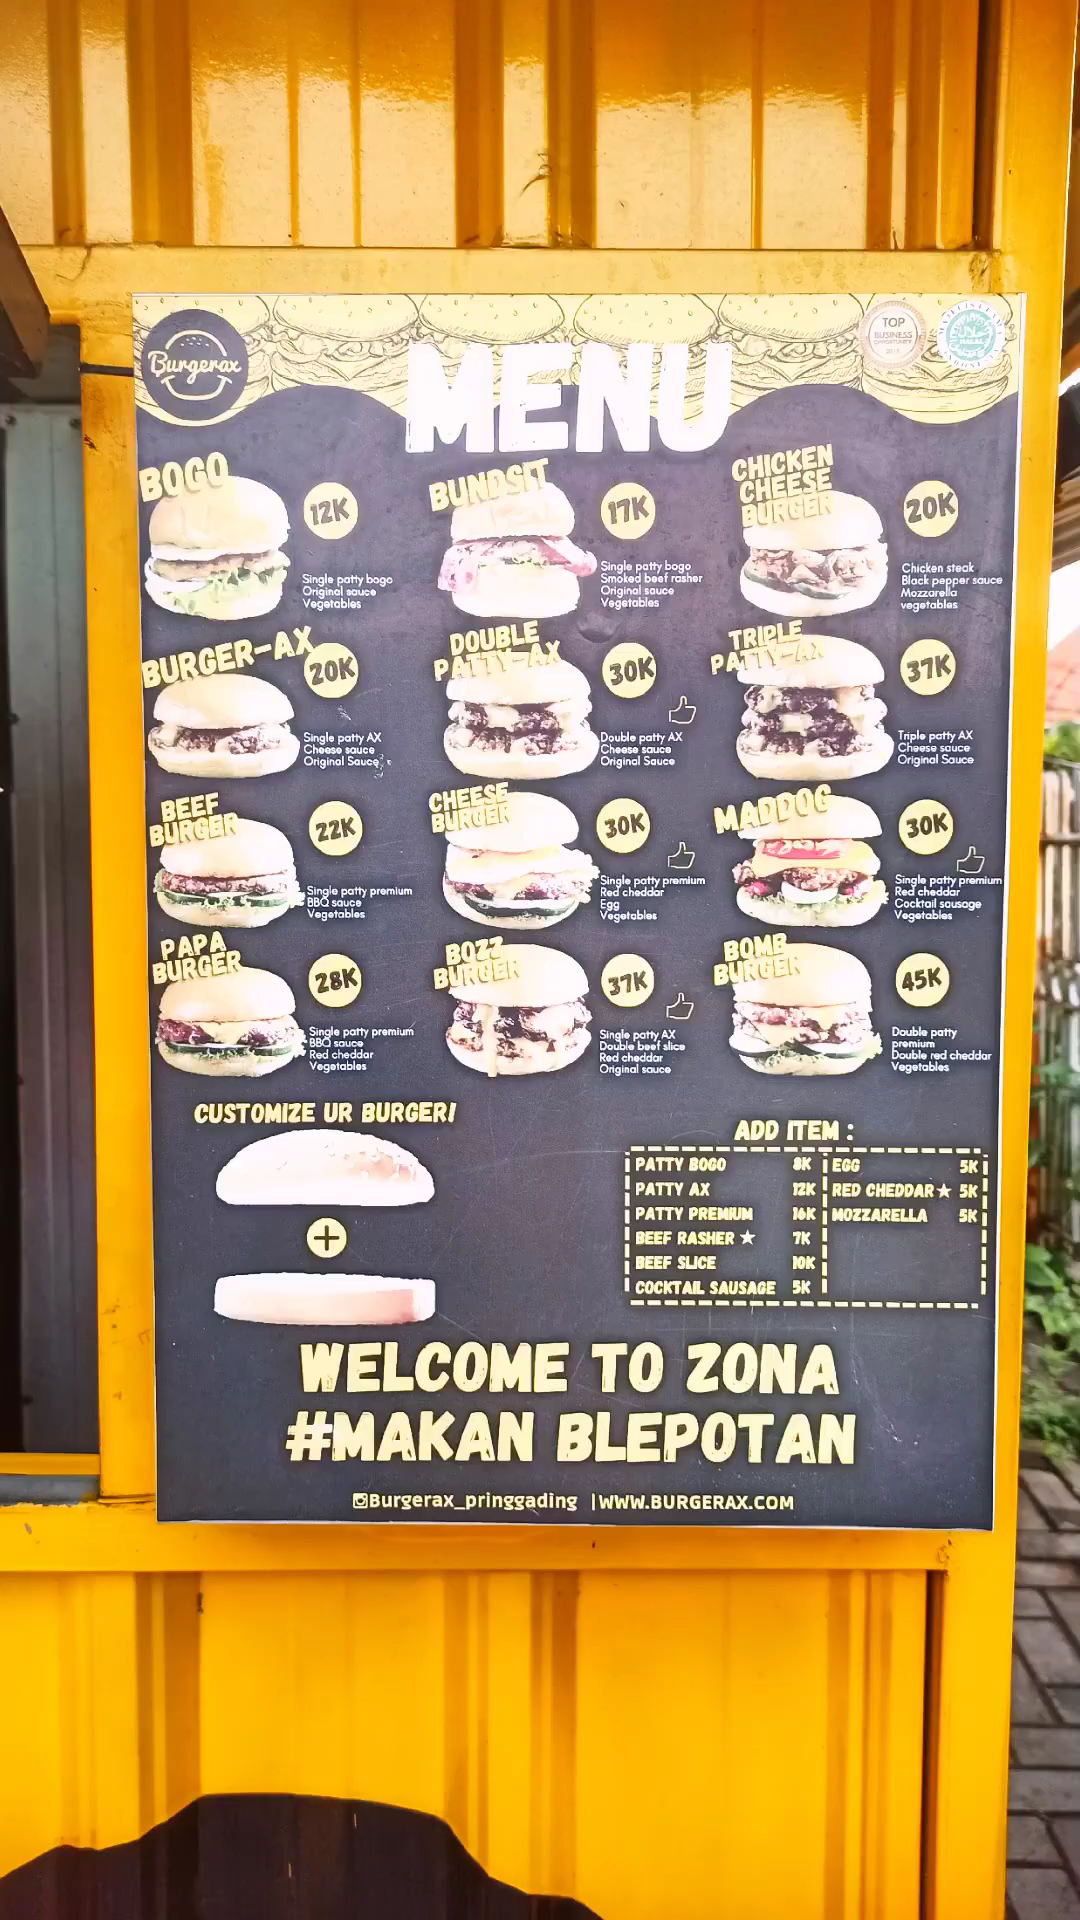 Burgerax
MENU
TOP
BUSINESS
OPPORTUNITY
HALAL
BOGO
12K
Single patty bogo
Original sauce
Vegetables
BUNDSIT
17K
Single patty bogo
Smoked beef rasher
Original sauce
Vegetables
CHICKEN
CHEESE
BURGER
20K
Chicken steak
Black pepper sauce
Mozzarella
vegetables
BURGER-AX
20K
Single patty AX
Cheese sauce
Original Sauce
DOUBLE
PATTY-AX
30K
Double patty AX
Cheese sauce
Original Sauce
TRIPLE
PATTY-AX
37K
Triple patty AX
Cheese sauce
Original Sauce
BEEF
BURGER
22K
Single patty premium
BBQ sauce
Vegetables
CHEESE
BURGER
30K
Single patty premium
Red cheddar
Egg
Vegetables
MADDOG
30K
Single patty premium
Red cheddar
Cocktail sausage
Vegetables
PAPA
BURGER
28K
Single patty premium
BBQ sauce
Red cheddar
Vegetables
BOZZ
BURGER
37K
Single patty AX
Double beef slice
Red cheddar
Original sauce
BOMB
BURGER
45K
Double patty
premium
Double red cheddar
Vegetables
CUSTOMIZE UR BURGER!
+
ADD ITEM :
PATTY BOGO 8K
PATTY AX 12K
PATTY PREMIUM 16K
BEEF RASHER ★ 7K
BEEF SLICE 10K
COCKTAIL SAUSAGE 5K
EGG 5K
RED CHEDDAR ★ 5K
MOZZARELLA 5K
WELCOME TO ZONA
#MAKAN BLEPOTAN
Burgerax_pringgading | WWW.BURGERAX.COM